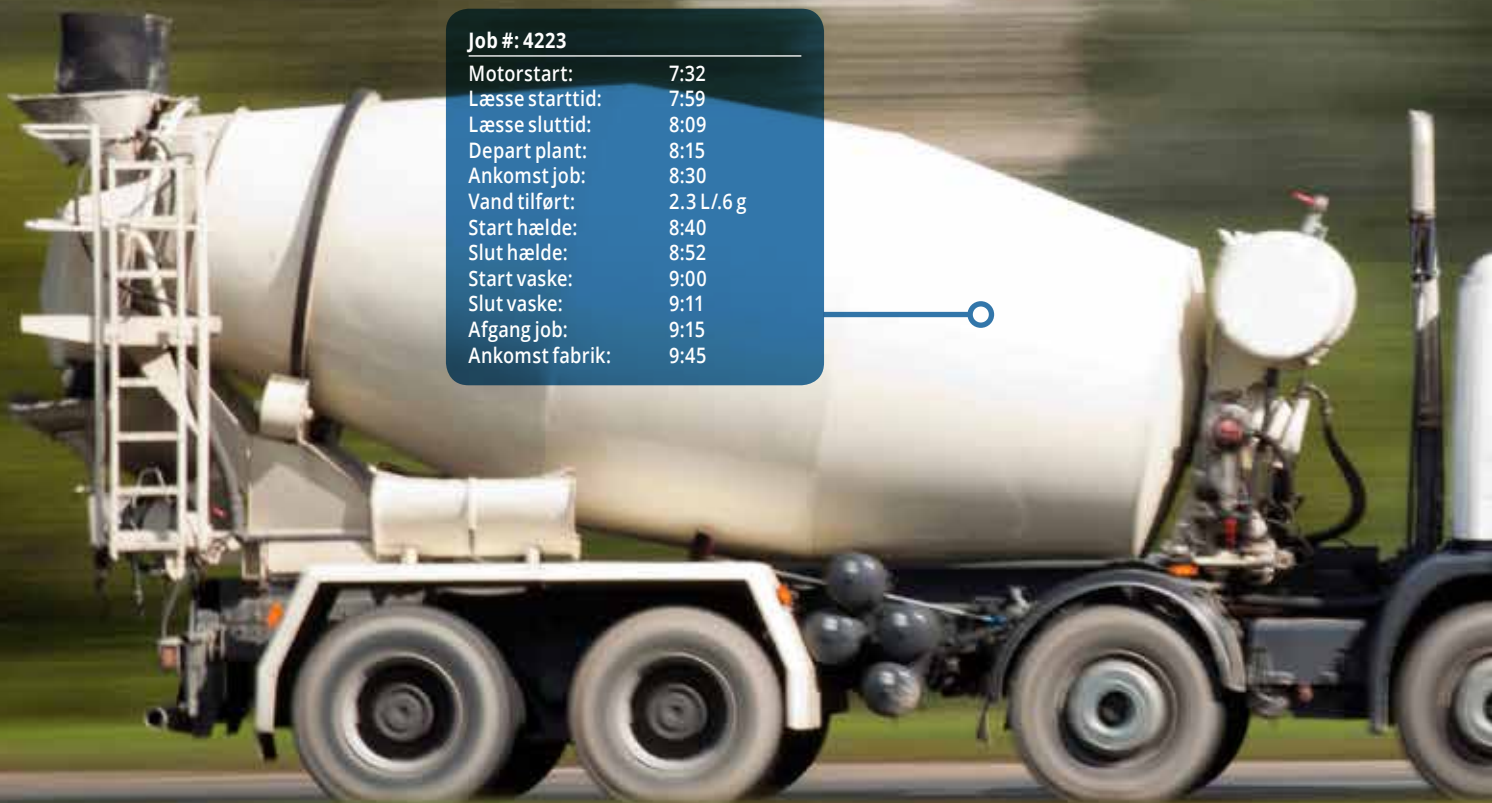 Job #: 4223
Motorstart: 7:32
Læsse starttid: 7:59
Læsse sluttid: 8:09
Depart plant: 8:15
Ankomst job: 8:30
Vand tilført: 2.3 L/.6 g
Start hælde: 8:40
Slut hælde: 8:52
Start vaske: 9:00
Slut vaske: 9:11
Afgang job: 9:15
Ankomst fabrik: 9:45